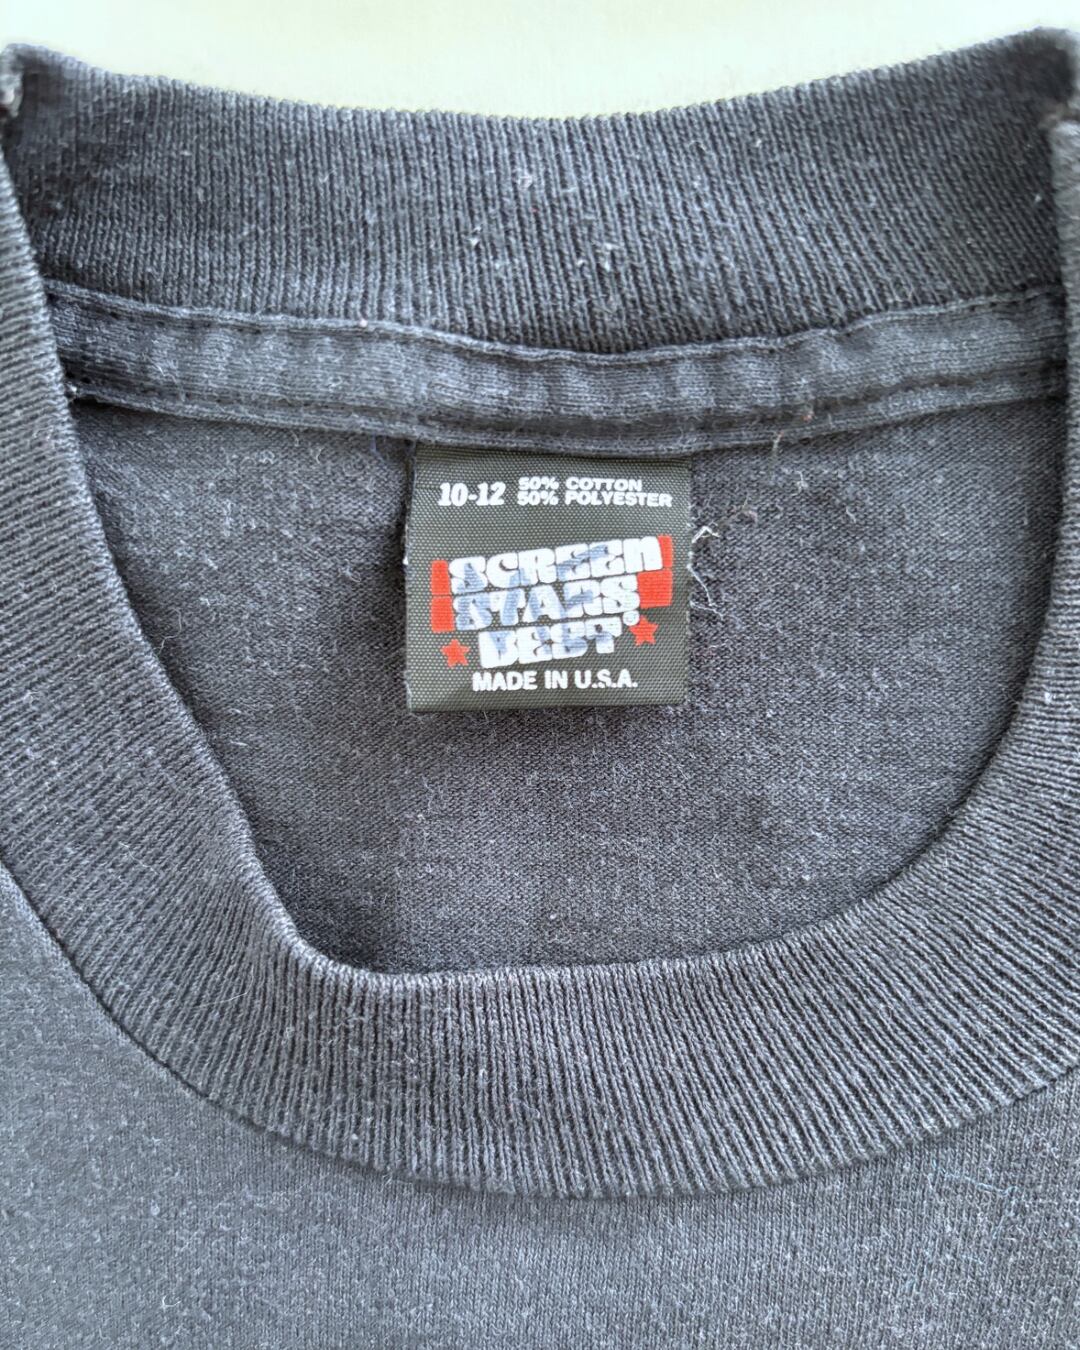 10-12 50% COTTON
50% POLYESTER
SCREEN
STARS
BEST®
MADE IN U.S.A.